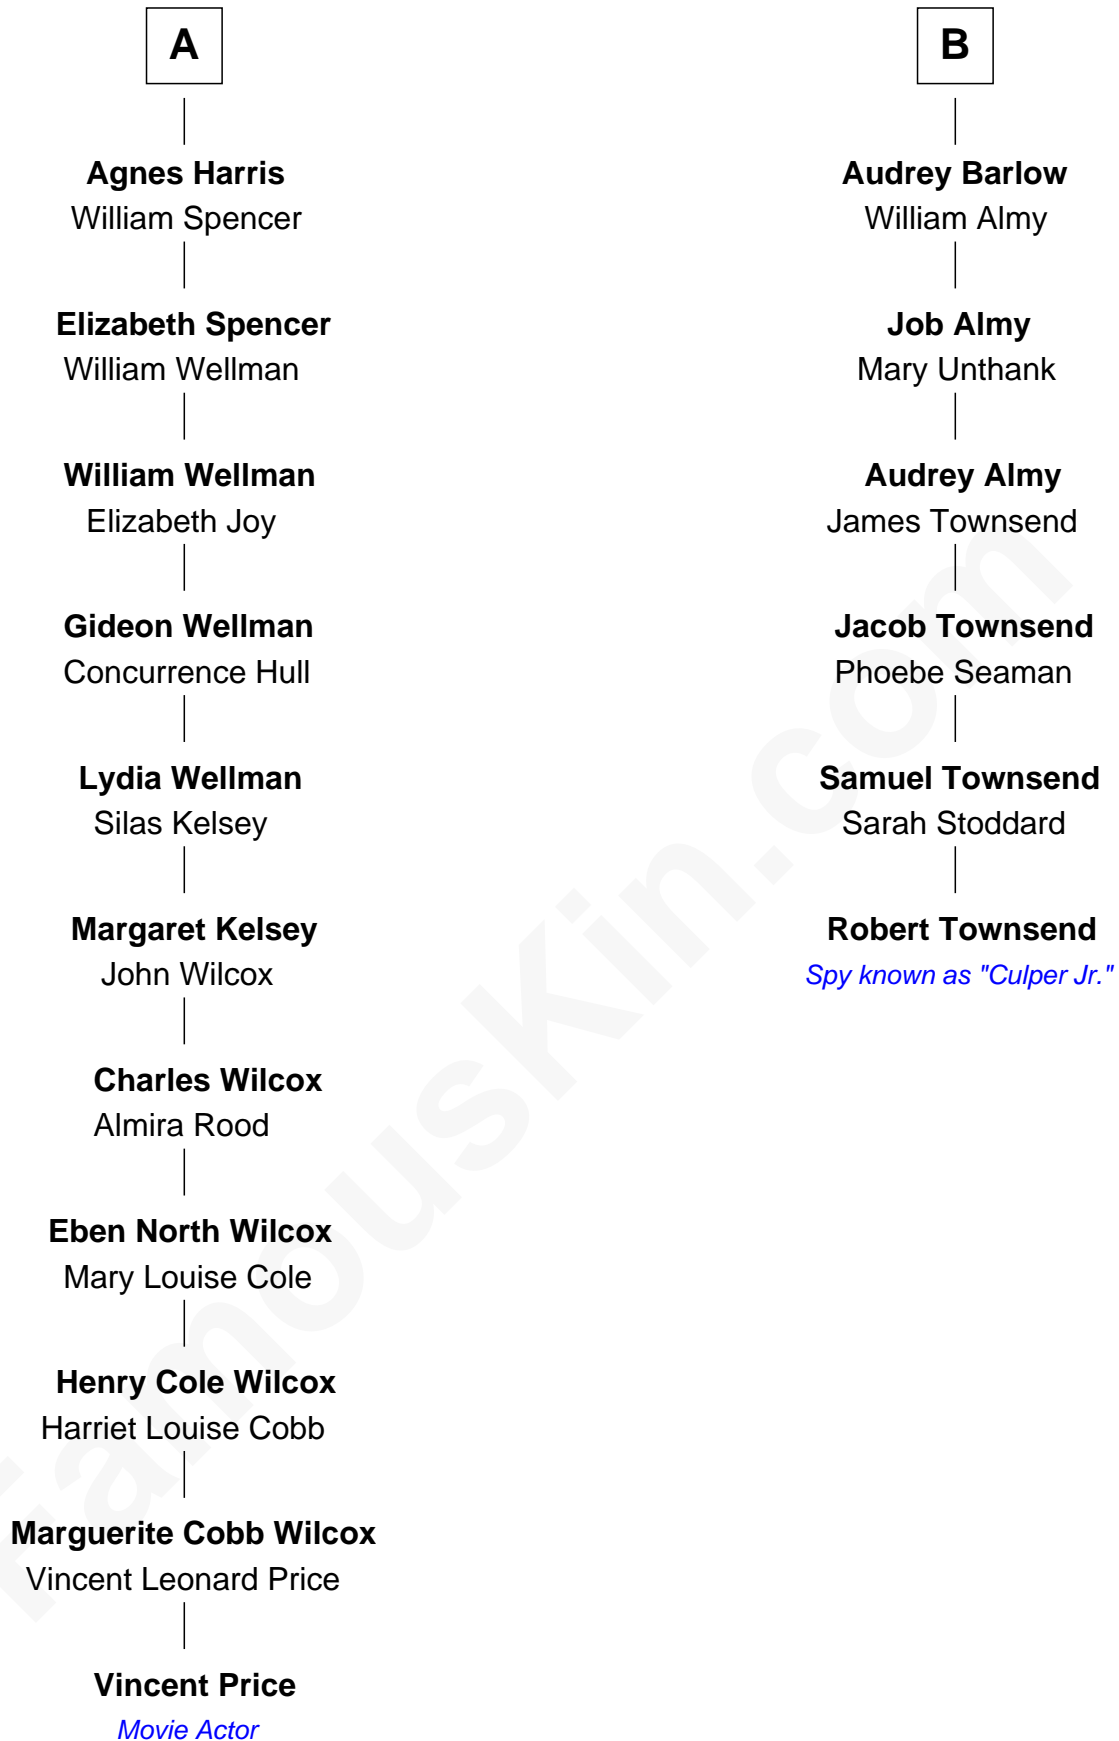 A
Agnes Harris
William Spencer
Elizabeth Spencer
William Wellman
William Wellman
Elizabeth Joy
Gideon Wellman
Concurrence Hull
Lydia Wellman
Silas Kelsey
Margaret Kelsey
John Wilcox
Charles Wilcox
Almira Rood
Eben North Wilcox
Mary Louise Cole
Henry Cole Wilcox
Harriet Louise Cobb
Marguerite Cobb Wilcox
Vincent Leonard Price
Vincent Price
Movie Actor
B
Audrey Barlow
William Almy
Job Almy
Mary Unthank
Audrey Almy
James Townsend
Jacob Townsend
Phoebe Seaman
Samuel Townsend
Sarah Stoddard
Robert Townsend
Spy known as "Culper Jr."
FamousKin.com